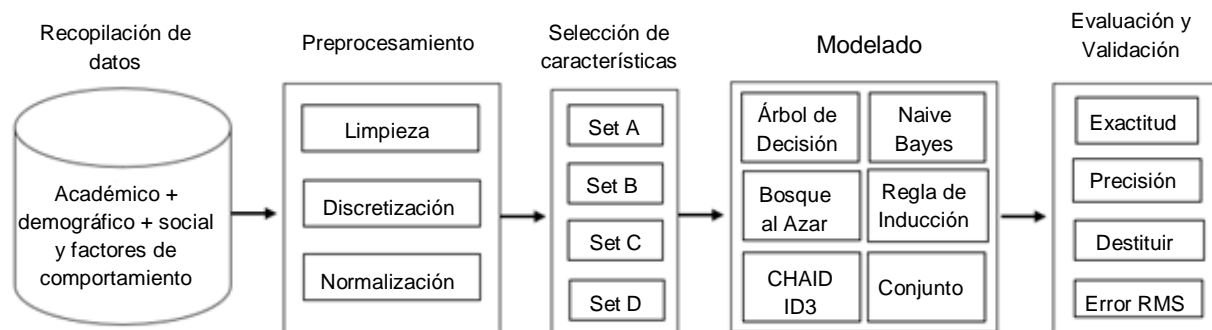 Recopilación de
datos
Preprocesamiento
Selección de
características
Modelado
Evaluación y
Validación
Académico +
demográfico + social
y factores de
comportamiento
Limpieza
Discretización
Normalización
Set A
Set B
Set C
Set D
Árbol de
Decisión
Naive
Bayes
Bosque
al Azar
Regla de
Inducción
CHAID
ID3
Conjunto
Exactitud
Precisión
Destituir
Error RMS